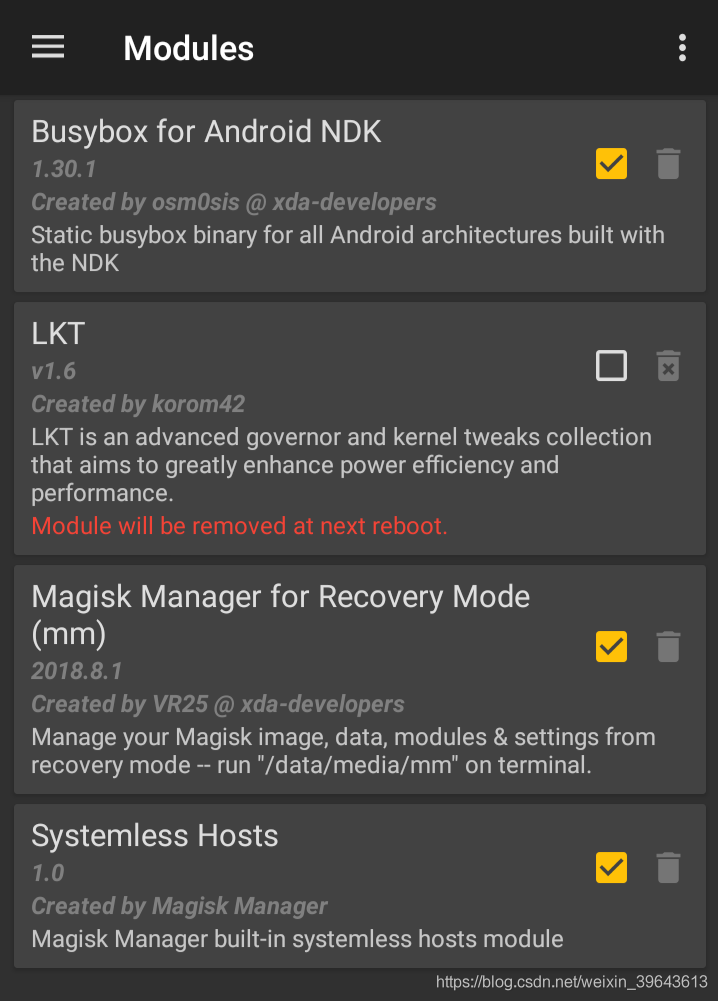 Modules
Busybox for Android NDK
1.30.1
Created by osm0sis @ xda-developers
Static busybox binary for all Android architectures built with
the NDK
LKT
v1.6
Created by korom42
LKT is an advanced governor and kernel tweaks collection
that aims to greatly enhance power efficiency and
performance.
Module will be removed at next reboot.
Magisk Manager for Recovery Mode
(mm)
2018.8.1
Created by VR25 @ xda-developers
Manage your Magisk image, data, modules & settings from
recovery mode -- run "/data/media/mm" on terminal.
Systemless Hosts
1.0
Created by Magisk Manager
Magisk Manager built-in systemless hosts module
https://blog.csdn.net/weixin_39643613